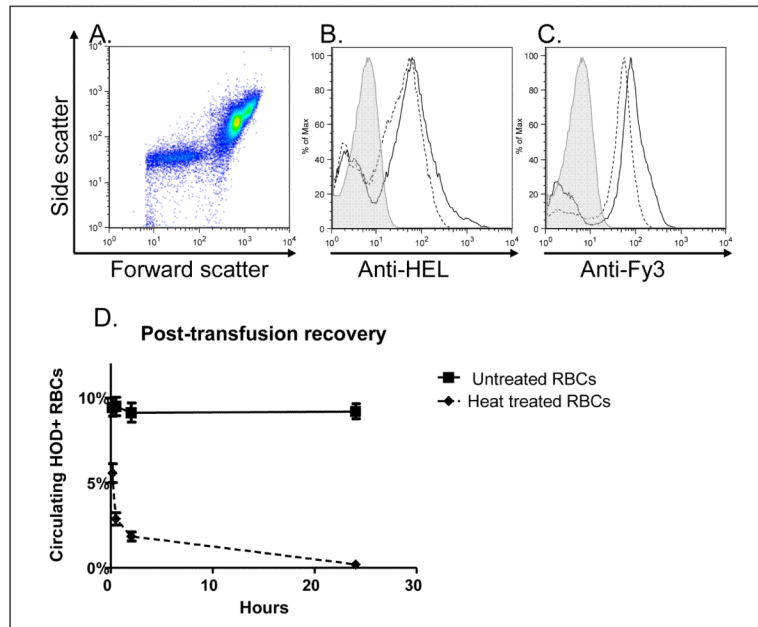 A.
B.
C.
Side scatter
10⁴
10³
10²
10¹
10⁰
10⁰ 10¹ 10² 10³ 10⁴
Forward scatter
% of Max
100
80
60
40
20
0
10⁰ 10¹ 10² 10³ 10⁴
Anti-HEL
% of Max
100
80
60
40
20
0
10⁰ 10¹ 10² 10³ 10⁴
Anti-Fy3
D.
Post-transfusion recovery
Circulating HOD+ RBCs
10%
5%
0%
0 10 20 30
Hours
Untreated RBCs
Heat treated RBCs